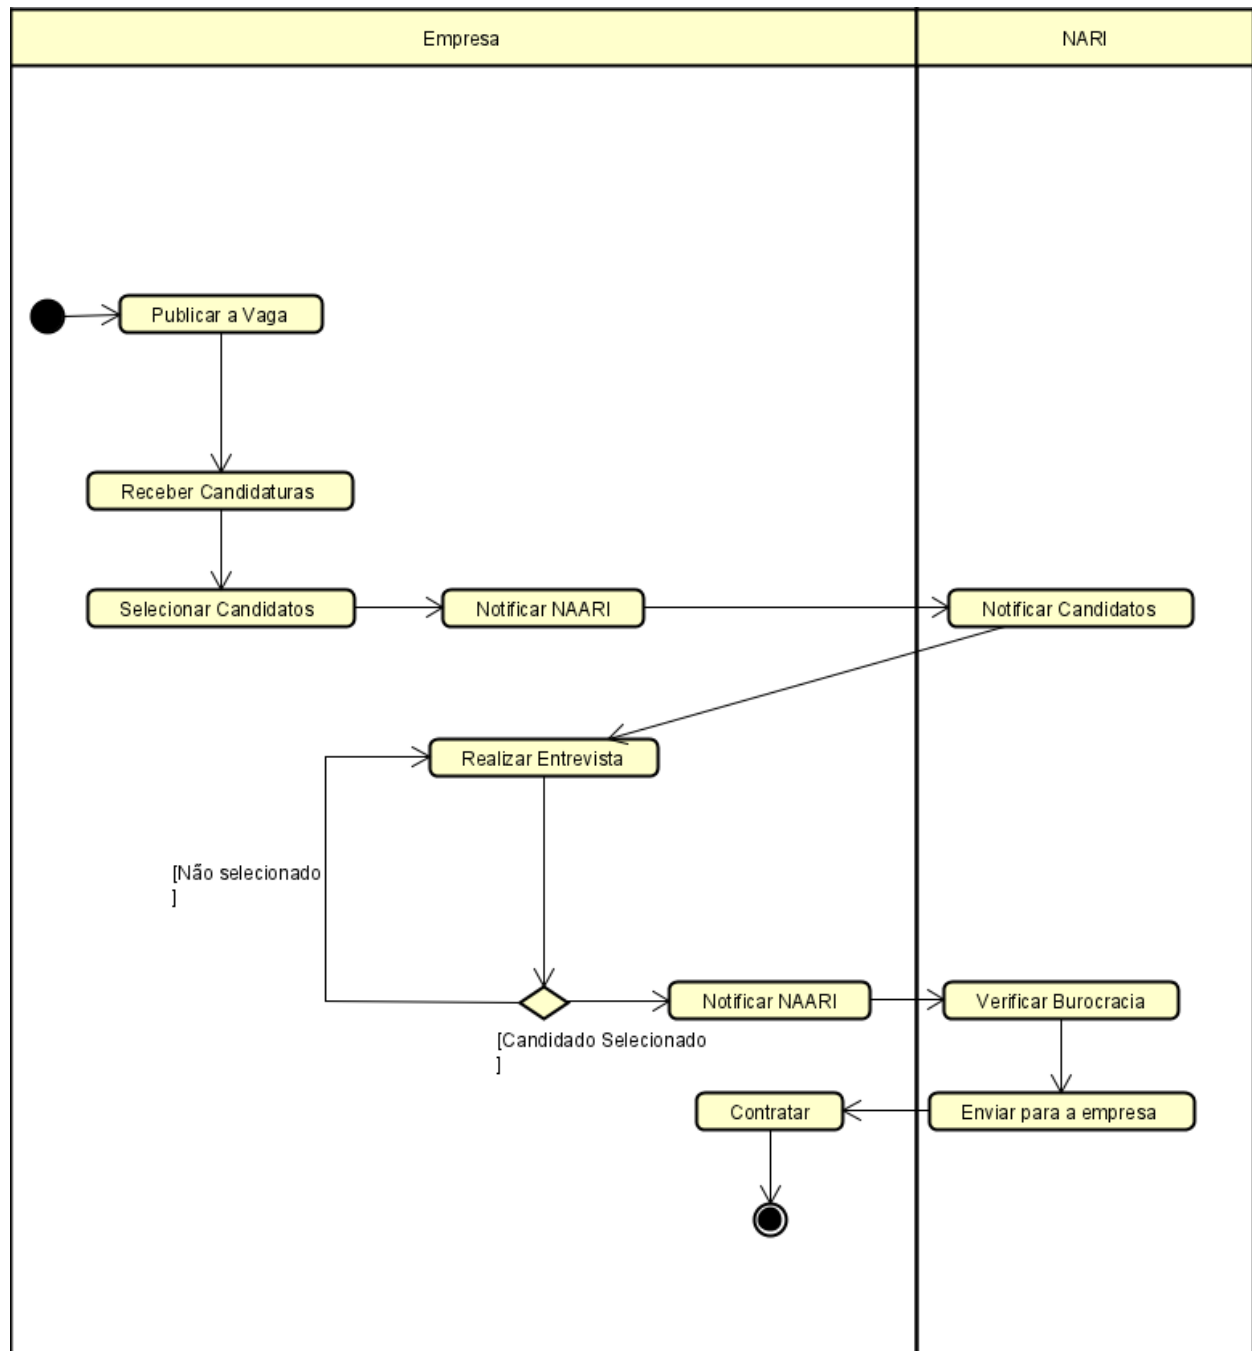 Empresa
NARI
Publicar a Vaga
Receber Candidaturas
Selecionar Candidatos
Notificar NAARI
Notificar Candidatos
Realizar Entrevista
[Não selecionado
]
Notificar NAARI
Verificar Burocracia
[Candidado Selecionado
]
Contratar
Enviar para a empresa